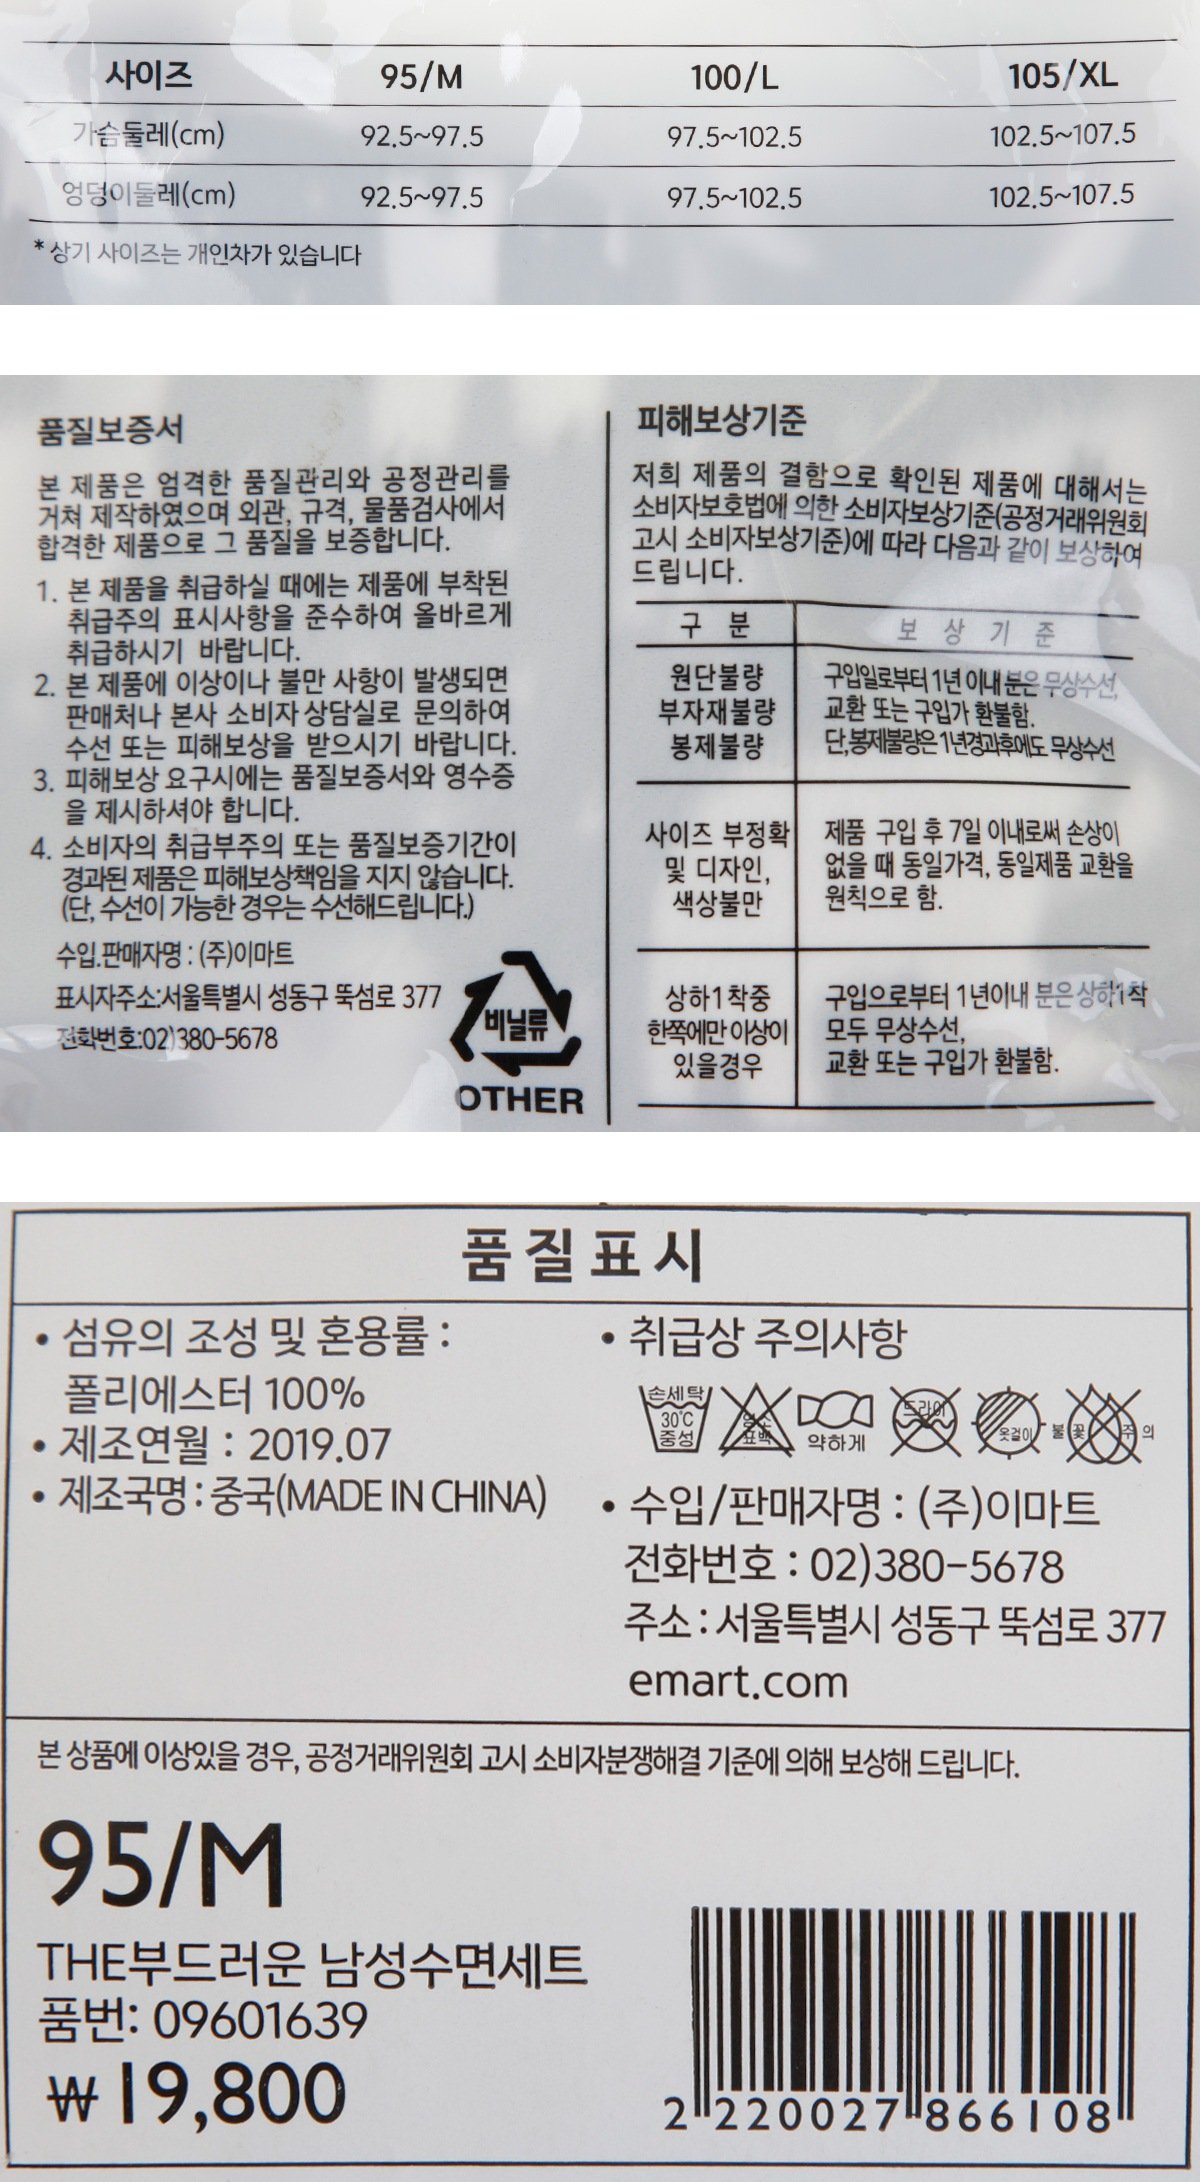 사이즈 95/M 100/L 105/XL
가슴둘레(cm) 92.5~97.5 97.5~102.5 102.5~107.5
엉덩이둘레(cm) 92.5~97.5 97.5~102.5 102.5~107.5
* 상기 사이즈는 개인차가 있습니다
품질보증서
본 제품은 엄격한 품질관리와 공정관리를
거쳐 제작하였으며 외관, 규격, 물품검사에서
합격한 제품으로 그 품질을 보증합니다.
1. 본 제품을 취급하실 때에는 제품에 부착된
취급주의 표시사항을 준수하여 올바르게
취급하시기 바랍니다.
2. 본 제품에 이상이나 불만 사항이 발생되면
판매처나 본사 소비자 상담실로 문의하여
수선 또는 피해보상을 받으시기 바랍니다.
3. 피해보상 요구시에는 품질보증서와 영수증
을 제시하셔야 합니다.
4. 소비자의 취급부주의 또는 품질보증기간이
경과된 제품은 피해보상책임을 지지 않습니다.
(단, 수선이 가능한 경우는 수선해드립니다.)
수입.판매자명 : (주)이마트
표시자주소:서울특별시 성동구 뚝섬로 377
전화번호:02)380-5678
비닐류
OTHER
피해보상기준
저희 제품의 결함으로 확인된 제품에 대해서는
소비자보호법에 의한 소비자보상기준(공정거래위원회
고시 소비자보상기준)에 따라 다음과 같이 보상하여
드립니다.
구 분 보 상 기 준
원단불량
부자재불량
봉제불량
구입일로부터 1년 이내 분은 무상수선,
교환 또는 구입가 환불함.
단,봉제불량은 1년경과후에도 무상수선
사이즈 부정확
및 디자인,
색상불만
제품 구입 후 7일 이내로써 손상이
없을 때 동일가격, 동일제품 교환을
원칙으로 함.
상하1착중
한쪽에만 이상이
있을경우
구입으로부터 1년이내 분은 상하1착
모두 무상수선,
교환 또는 구입가 환불함.
품질표시
• 섬유의 조성 및 혼용률 :
폴리에스터 100%
• 제조연월 : 2019.07
• 제조국명 : 중국(MADE IN CHINA)
• 취급상 주의사항
손세탁
30℃
중성
염소
표백
약하게
드라이
옷걸이
불꽃주의
• 수입/판매자명 : (주)이마트
전화번호 : 02)380-5678
주소 : 서울특별시 성동구 뚝섬로 377
emart.com
본 상품에 이상있을 경우, 공정거래위원회 고시 소비자분쟁해결 기준에 의해 보상해 드립니다.
95/M
THE부드러운 남성수면세트
품번: 09601639
₩19,800
2 220027 866108